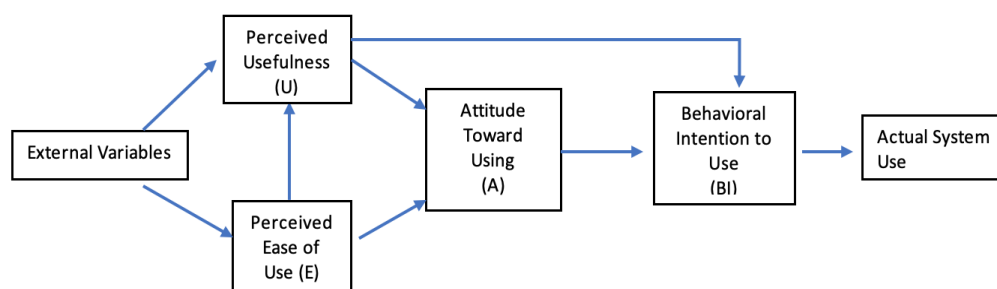 External Variables
Perceived
Usefulness
(U)
Perceived
Ease of
Use (E)
Attitude
Toward
Using
(A)
Behavioral
Intention to
Use
(BI)
Actual System
Use